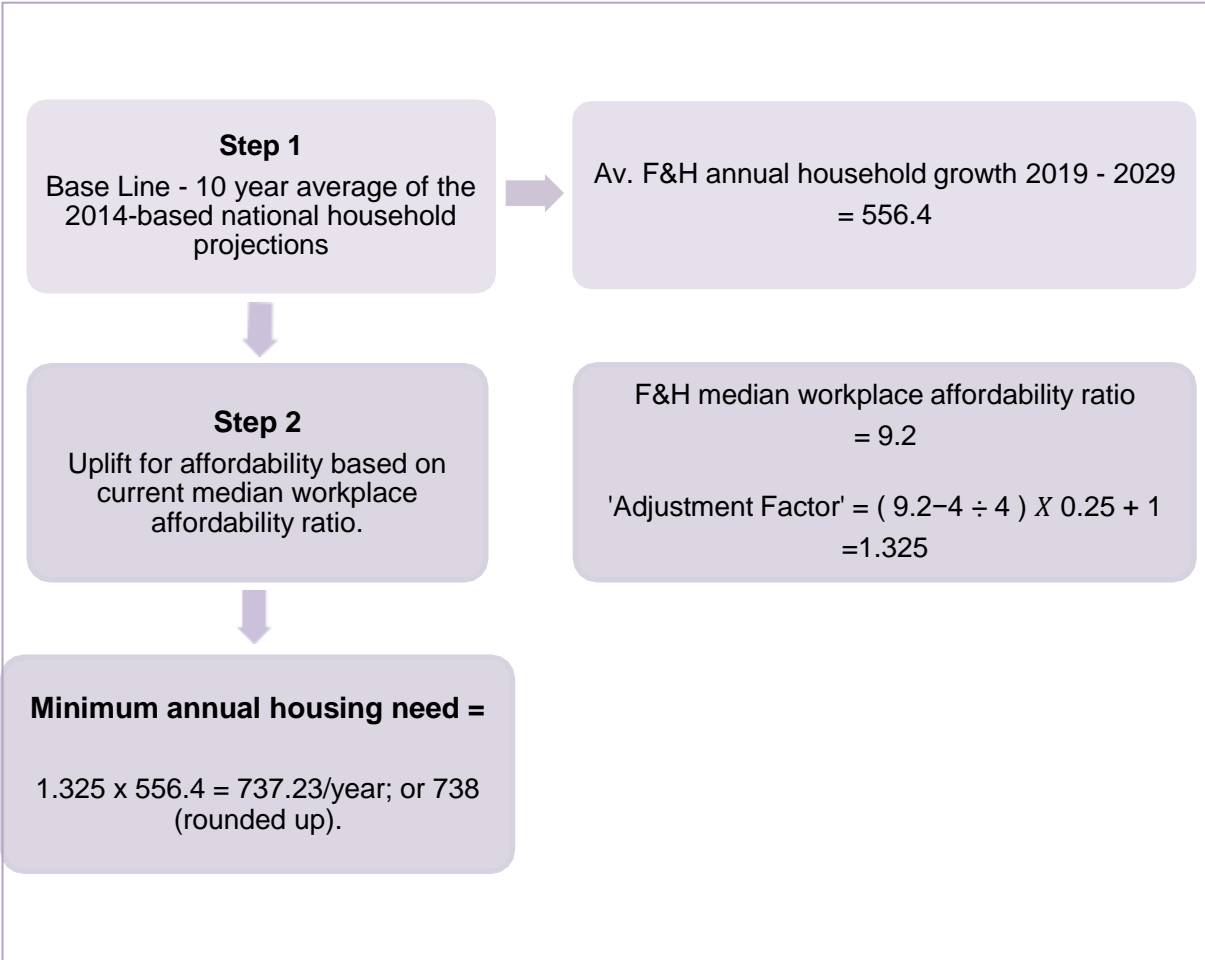 Step 1
Base Line - 10 year average of the
2014-based national household
projections
Av. F&H annual household growth 2019 - 2029
= 556.4
Step 2
Uplift for affordability based on
current median workplace
affordability ratio.
F&H median workplace affordability ratio
= 9.2
'Adjustment Factor' = ( 9.2−4 ÷ 4 ) 𝑋 0.25 + 1
=1.325
Minimum annual housing need =
1.325 x 556.4 = 737.23/year; or 738
(rounded up).